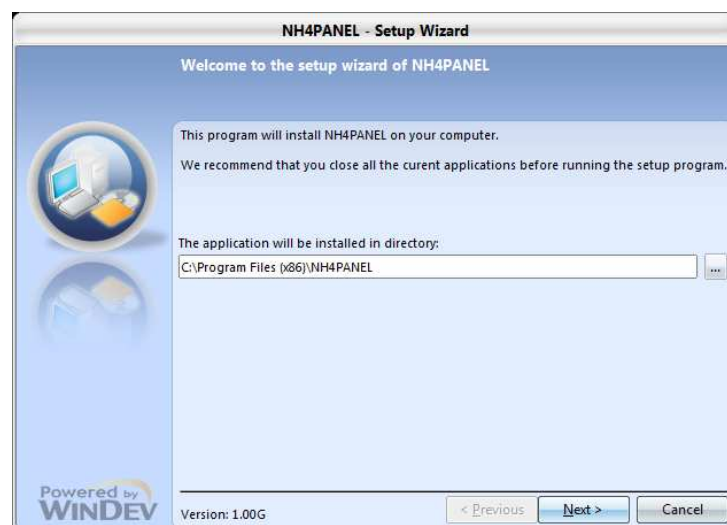 NH4PANEL - Setup Wizard
Welcome to the setup wizard of NH4PANEL
This program will install NH4PANEL on your computer.
We recommend that you close all the curent applications before running the setup program.
The application will be installed in directory:
C:\Program Files (x86)\NH4PANEL
...
Powered by
WINDEV
Version: 1.00G
< Previous
Next >
Cancel